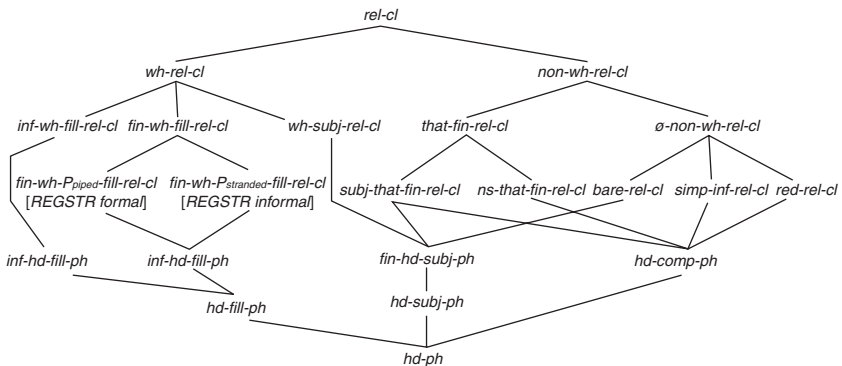 rel-cl
wh-rel-cl non-wh-rel-cl
inf-wh-fill-rel-cl fin-wh-fill-rel-cl wh-subj-rel-cl that-fin-rel-cl ø-non-wh-rel-cl
fin-wh-Ppiped-fill-rel-cl fin-wh-Pstranded-fill-rel-cl subj-that-fin-rel-cl ns-that-fin-rel-cl bare-rel-cl simp-inf-rel-cl red-rel-cl
[REGSTR formal] [REGSTR informal]
inf-hd-fill-ph inf-hd-fill-ph fin-hd-subj-ph hd-comp-ph
hd-fill-ph hd-subj-ph
hd-ph